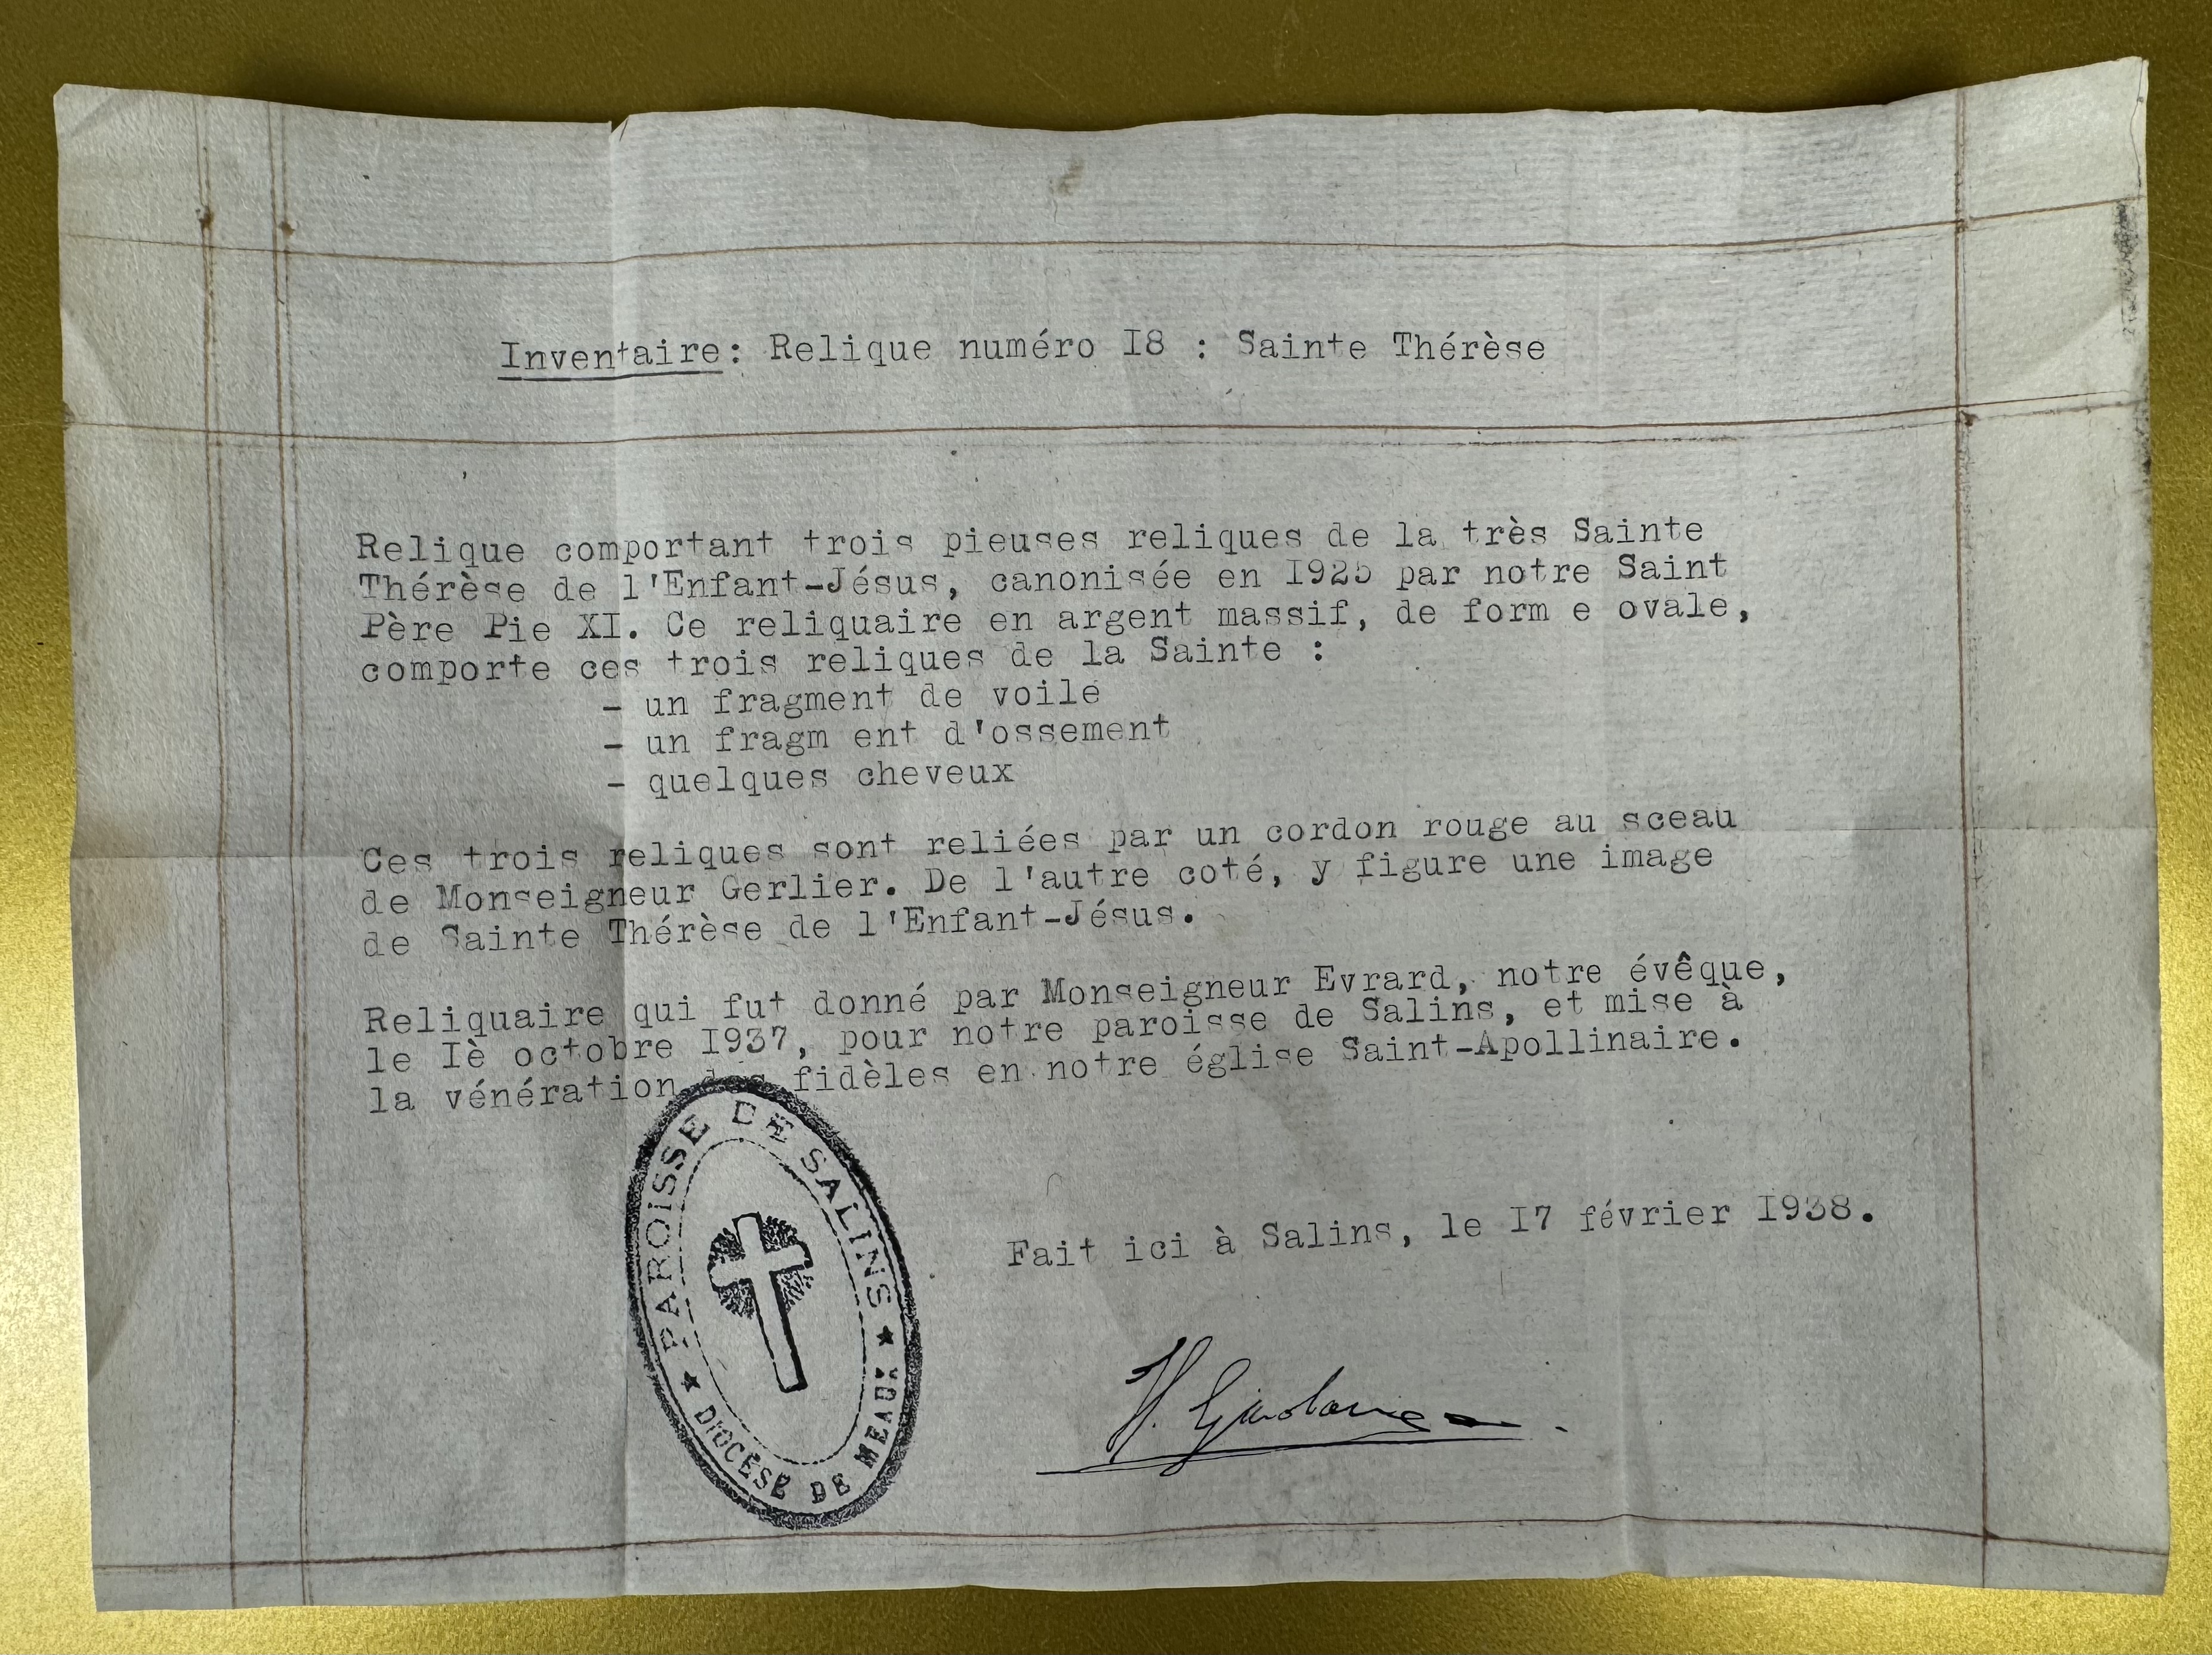 Inventaire: Relique numéro I8 : Sainte Thérèse
Relique comportant trois pieuses reliques de la très Sainte
Thérèse de l'Enfant-Jésus, canonisée en I925 par notre Saint
Père Pie XI. Ce reliquaire en argent massif, de form e ovale,
comporte ces trois reliques de la Sainte :
- un fragment de voile
- un fragm ent d'ossement
- quelques cheveux
Ces trois reliques sont reliées par un cordon rouge au sceau
de Monseigneur Gerlier. De l'autre coté, y figure une image
de Sainte Thérèse de l'Enfant-Jésus.
Reliquaire qui fut donné par Monseigneur Evrard, notre évêque,
le Iè octobre I937, pour notre paroisse de Salins, et mise à
la vénération des fidèles en notre église Saint-Apollinaire.
PAROISSE DE SALINS
★ DIOCESE DE MEAUX ★
Fait ici à Salins, le I7 février I938.